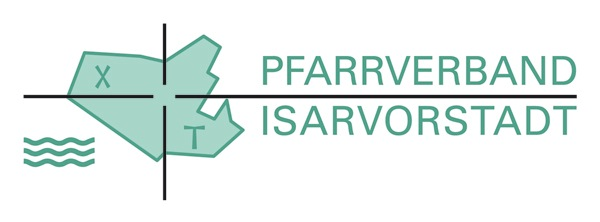 X
PFARRVERBAND
T
ISARVORSTADT